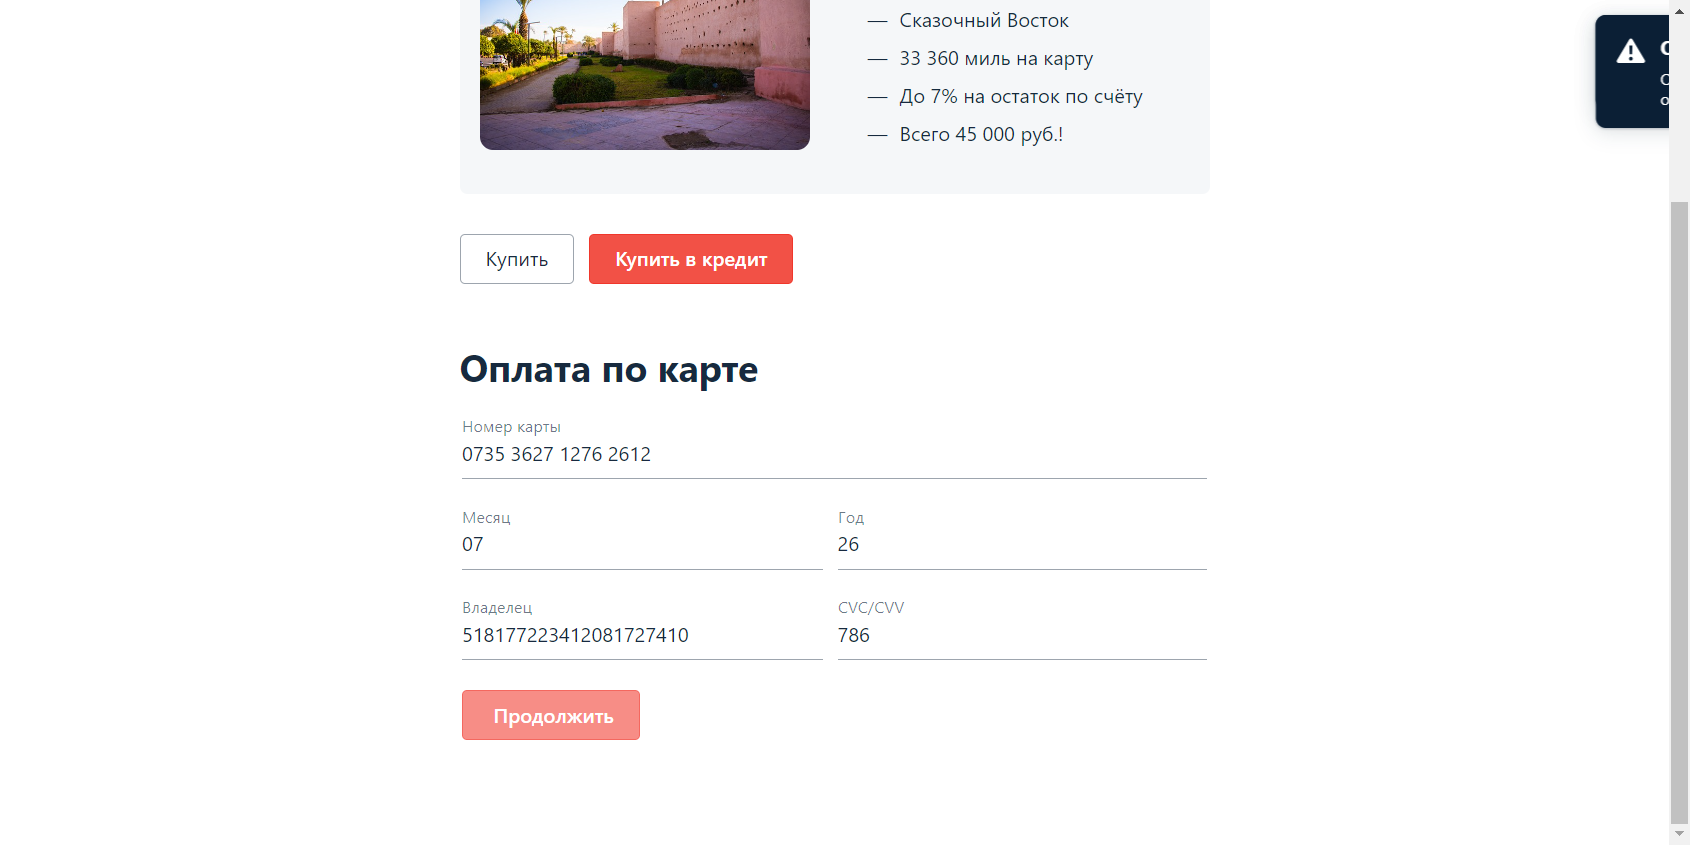 — Сказочный Восток
— 33 360 миль на карту
— До 7% на остаток по счёту
— Всего 45 000 руб.!
Купить
Купить в кредит
Оплата по карте
Номер карты
0735 3627 1276 2612
Месяц
Год
07
26
Владелец
CVC/CVV
518177223412081727410
786
Продолжить